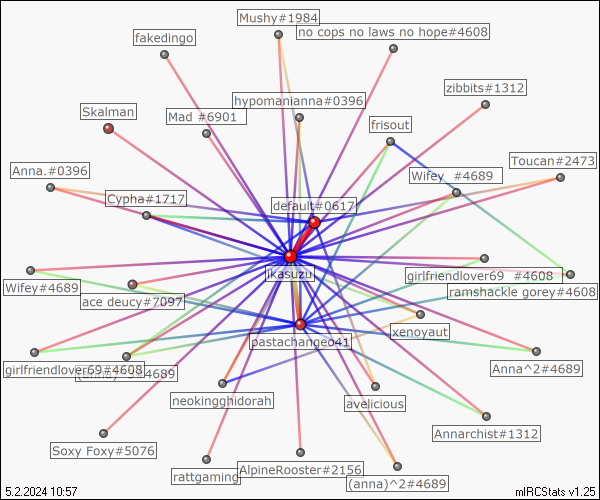 Mushy#1984
no cops no laws no hope#4608
fakedingo
zibbits#1312
hypomanianna#0396
Skalman
Mad #6901
frisout
Toucan#2473
Anna.#0396
Wifey_#4689
Cypha#1717
default#0617
ikasuzu
girlfriendlover69 #4608
Wifey#4689
ramshackle gorey#4608
ace deucy#7097
xenoyaut
pastachangeo41
girlfriendlover69#4608
Anna^2#4689
neokingghidorah
avelicious
Annarchist#1312
Soxy Foxy#5076
AlpineRooster#2156
rattgaming
(anna)^2#4689
5.2.2024 10:57
mIRCStats v1.25